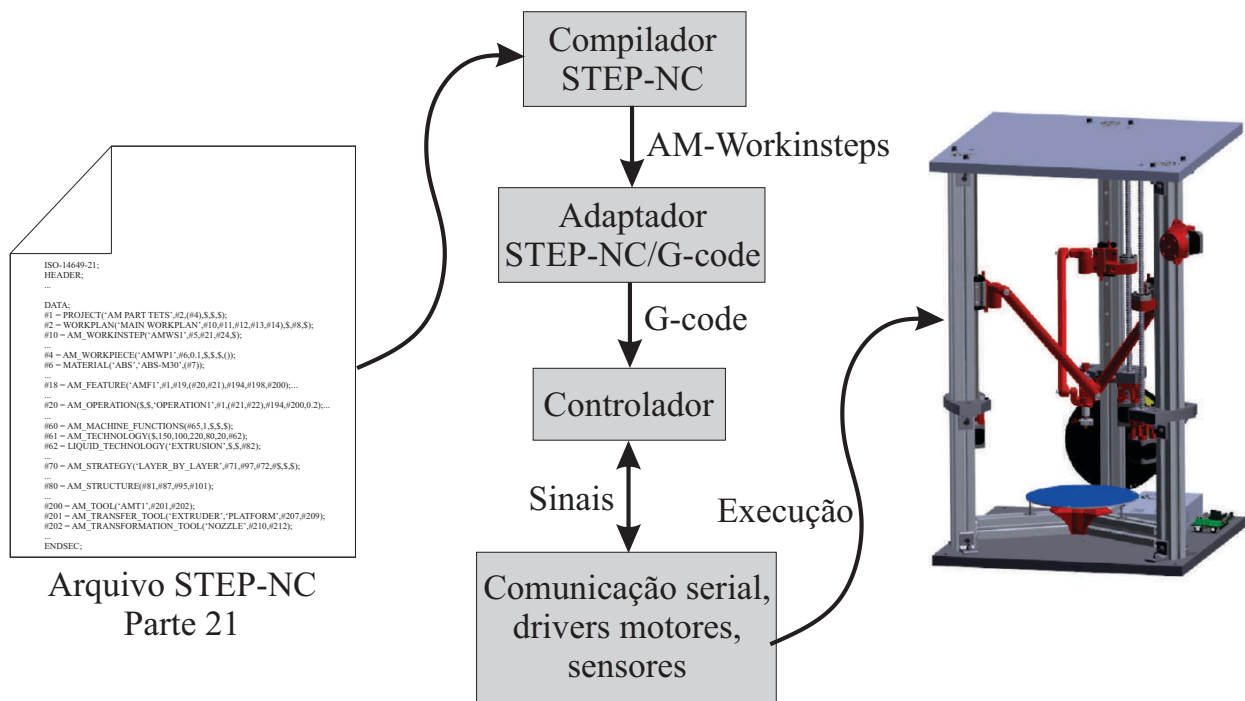 ISO-14649-21;
HEADER;
...
DATA;
#1 = PROJECT(‘AM PART TETS’,#2,(#4),$,$,$);
#2 = WORKPLAN(‘MAIN WORKPLAN’,#10,#11,#12,#13,#14),$,#8,$);
#10 = AM_WORKINSTEP(‘AMWS1’,#5,#21,#24,$);
...
#4 = AM_WORKPIECE(‘AMWP1’,#6,0.1,$,$,$,());
#6 = MATERIAL(‘ABS’,‘ABS-M30’,(#7));
...
#18 = AM_FEATURE(‘AMF1’,#1,#19,(#20,#21),#194,#198,#200);...
...
#20 = AM_OPERATION($,$,‘OPERATION1’,#1,(#21,#22),#194,#200,0.2);...
...
#60 = AM_MACHINE_FUNCTIONS(#65,1,$,$,$);
#61 = AM_TECHNOLOGY($,150,100,220,80,20,#62);
#62 = LIQUID_TECHNOLOGY(‘EXTRUSION’,$,$,#82);
...
#70 = AM_STRATEGY(‘LAYER_BY_LAYER’,#71,#97,#72,#$,$,$);
...
#80 = AM_STRUCTURE(#81,#87,#95,#101);
...
#200 = AM_TOOL(‘AMT1’,#201,#202);
#201 = AM_TRANSFER_TOOL(‘EXTRUDER’,‘PLATFORM’,#207,#209);
#202 = AM_TRANSFORMATION_TOOL(‘NOZZLE’,#210,#212);
...
ENDSEC;
Arquivo STEP-NC
Parte 21
Compilador
STEP-NC
AM-Workinsteps
Adaptador
STEP-NC/G-code
G-code
Controlador
Sinais
Comunicação serial,
drivers motores,
sensores
Execução